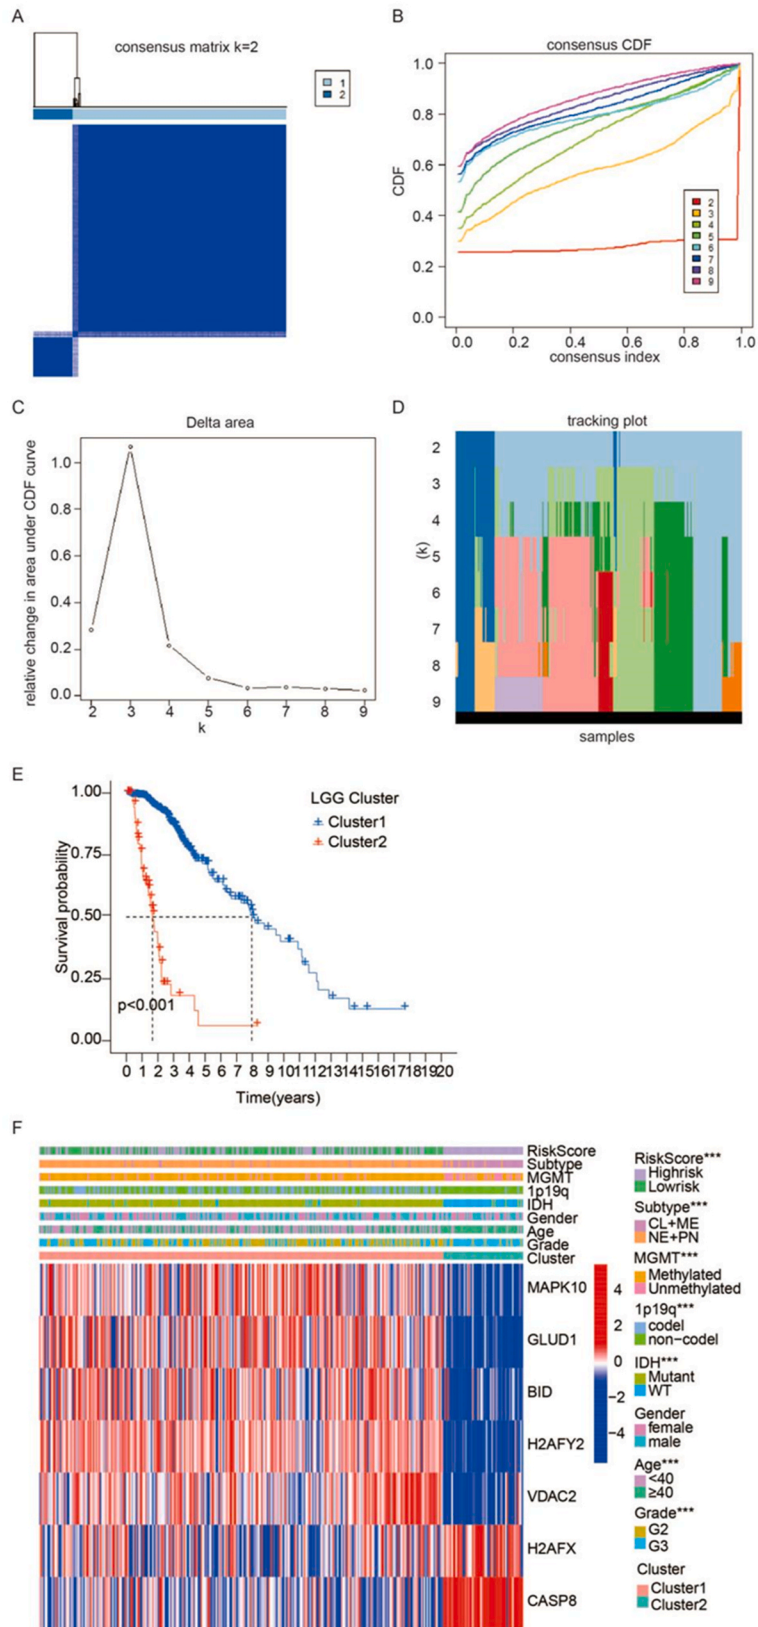 A
consensus matrix k=2
1
2
B
consensus CDF
CDF
1.0
0.8
0.6
0.4
0.2
0.0
2
3
4
5
6
7
8
9
0.0 0.2 0.4 0.6 0.8 1.0
consensus index
C
Delta area
relative change in area under CDF curve
1.0
0.8
0.6
0.4
0.2
0.0
2 3 4 5 6 7 8 9
k
D
tracking plot
(k)
2
3
4
5
6
7
8
9
samples
E
Survival probability
1.00
0.75
0.50
0.25
0.00
LGG Cluster
Cluster1
Cluster2
p<0.001
0 1 2 3 4 5 6 7 8 9 10 11 12 13 14 15 16 17 18 19 20
Time(years)
F
RiskScore
Subtype
MGMT
1p19q
IDH
Gender
Age
Grade
Cluster
MAPK10
GLUD1
BID
H2AFY2
VDAC2
H2AFX
CASP8
4
2
0
−2
−4
RiskScore***
Highrisk
Lowrisk
Subtype***
CL+ME
NE+PN
MGMT***
Methylated
Unmethylated
1p19q***
codel
non-codel
IDH***
Mutant
WT
Gender
female
male
Age***
<40
≥40
Grade***
G2
G3
Cluster
Cluster1
Cluster2